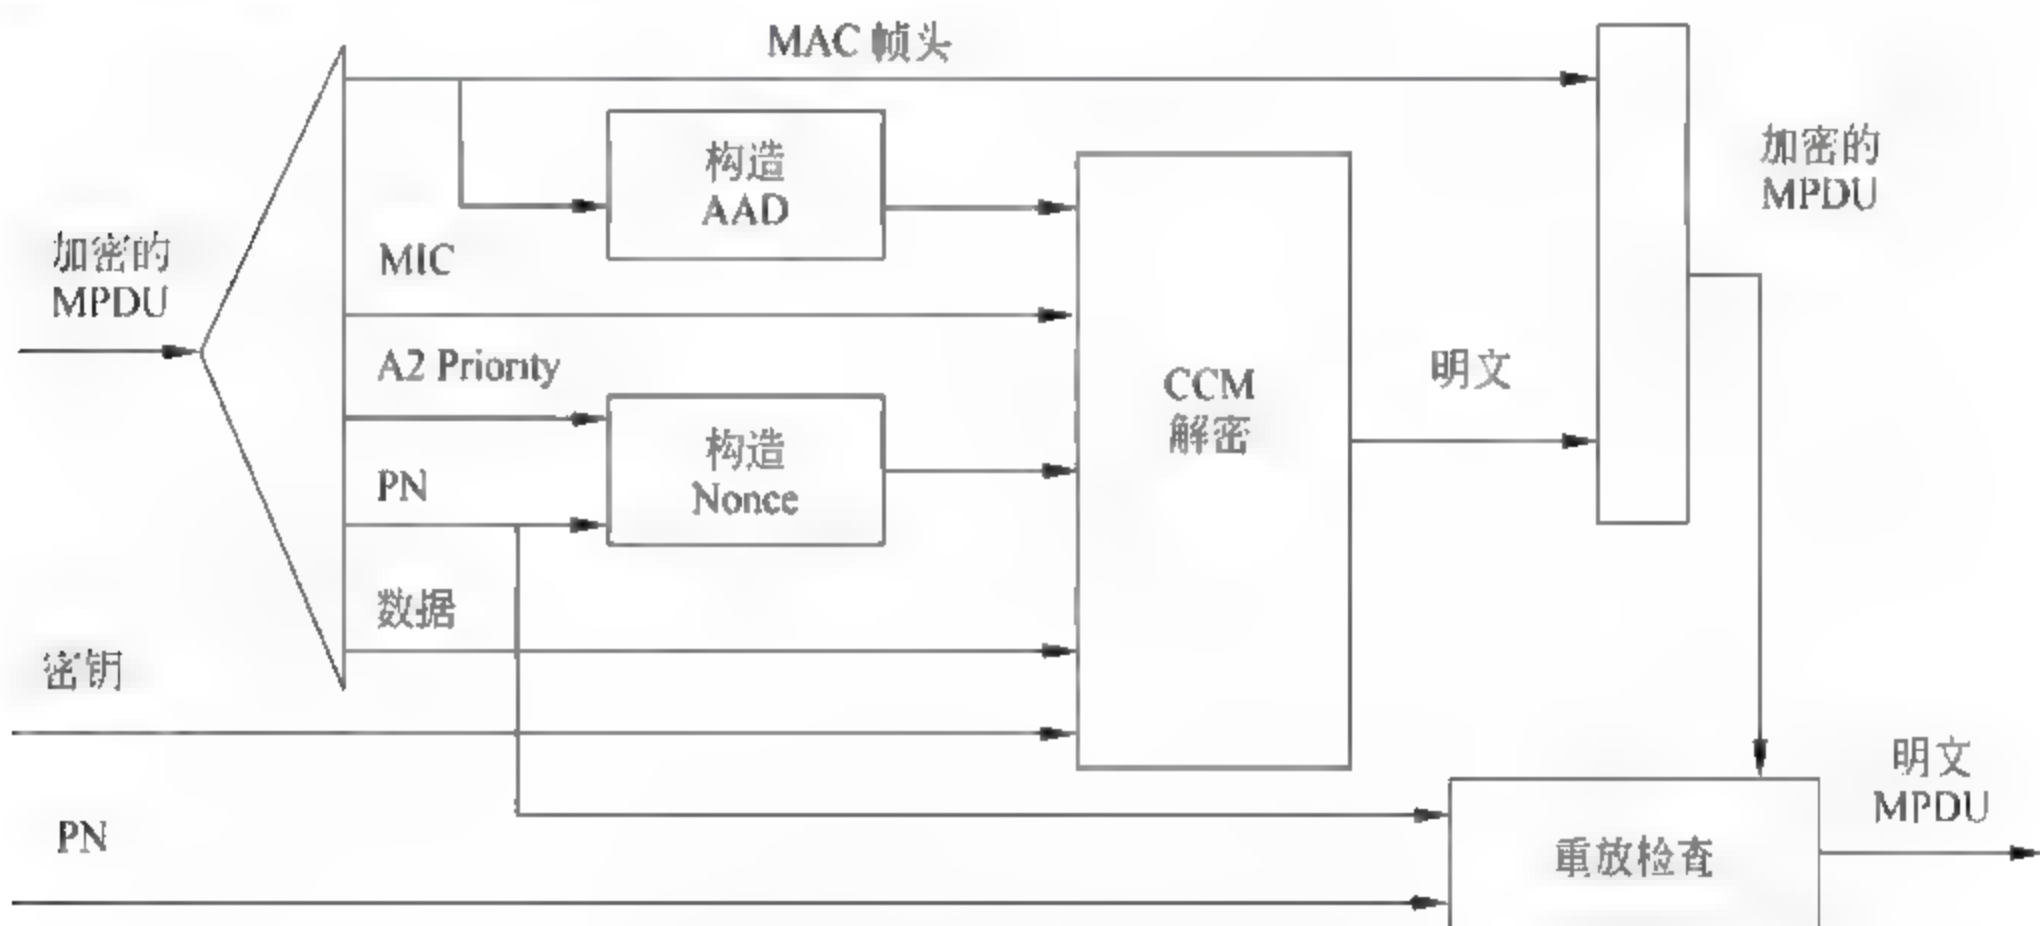 MAC 帧头
加密的
MPDU
构造
AAD
加密的
MPDU
MIC
A2 Priority
构造
Nonce
PN
数据
CCM
解密
明文
密钥
PN
重放检查
明文
MPDU